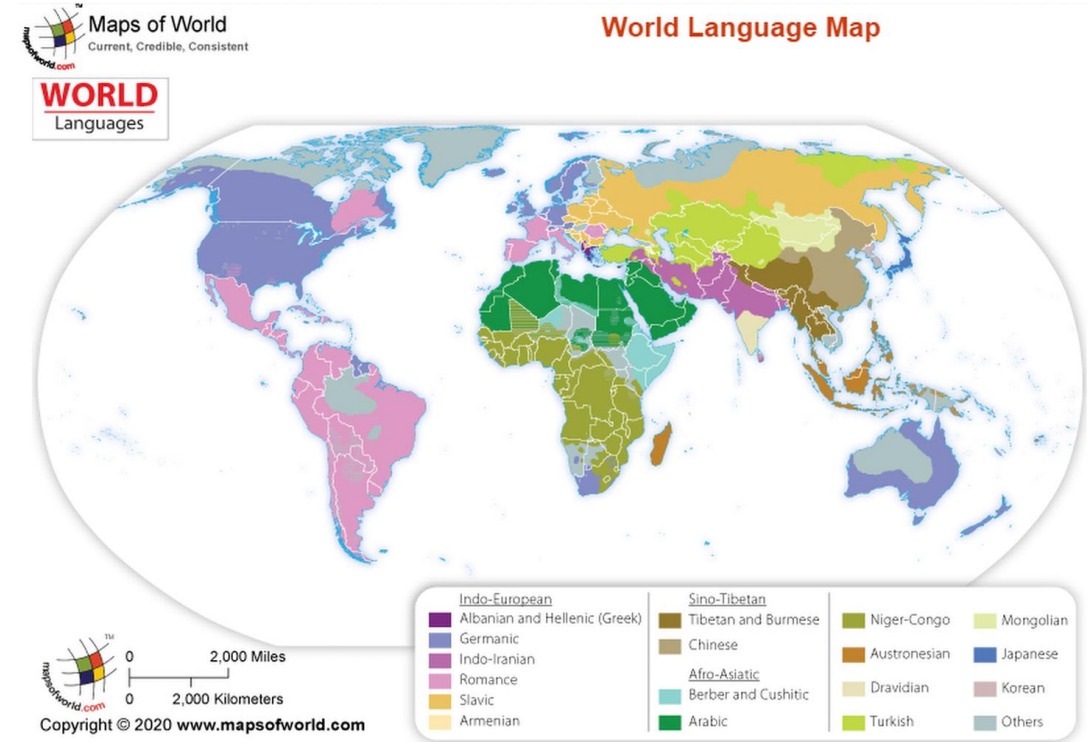 Maps of World
Current, Credible, Consistent
mapsofworld.com
World Language Map
WORLD
Languages
Indo-European
Albanian and Hellenic (Greek)
Germanic
Indo-Iranian
Romance
Slavic
Armenian
Sino-Tibetan
Tibetan and Burmese
Chinese
Afro-Asiatic
Berber and Cushitic
Arabic
Niger-Congo
Austronesian
Dravidian
Turkish
Mongolian
Japanese
Korean
Others
TM
mapsofworld.com
0 2,000 Miles
0 2,000 Kilometers
Copyright © 2020 www.mapsofworld.com